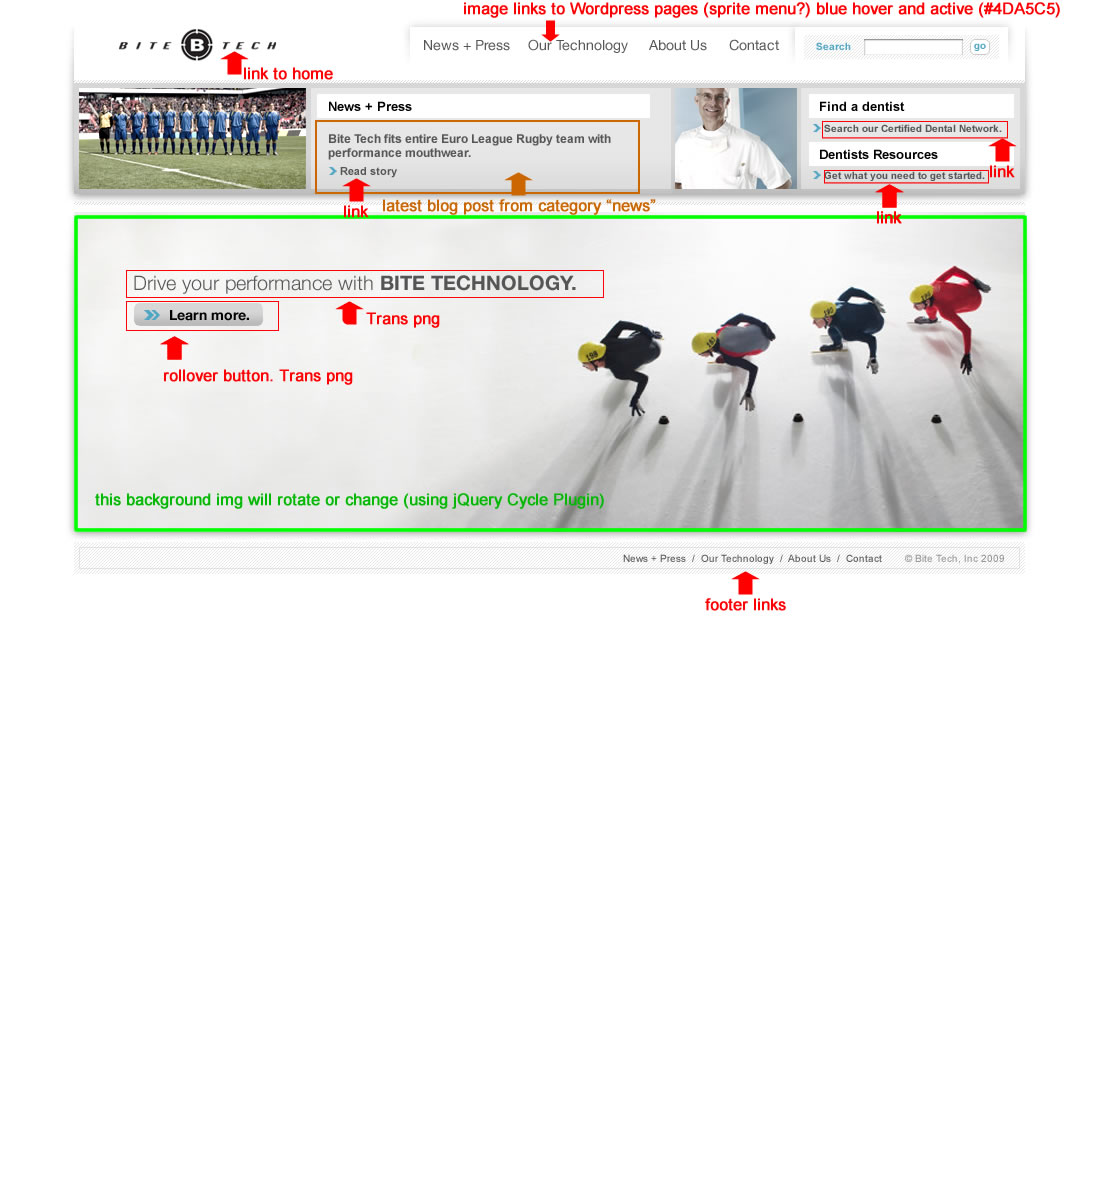 image links to Wordpress pages (sprite menu?) blue hover and active (#4DA5C5)
BITE B TECH
News + Press Our Technology About Us Contact
Search go
link to home
News + Press
Bite Tech fits entire Euro League Rugby team with
performance mouthwear.
Read story
link
latest blog post from category “news”
Find a dentist
Search our Certified Dental Network.
Dentists Resources
link
Get what you need to get started.
link
Drive your performance with BITE TECHNOLOGY.
Learn more.
Trans png
rollover button. Trans png
this background img will rotate or change (using jQuery Cycle Plugin)
News + Press / Our Technology / About Us / Contact © Bite Tech, Inc 2009
footer links